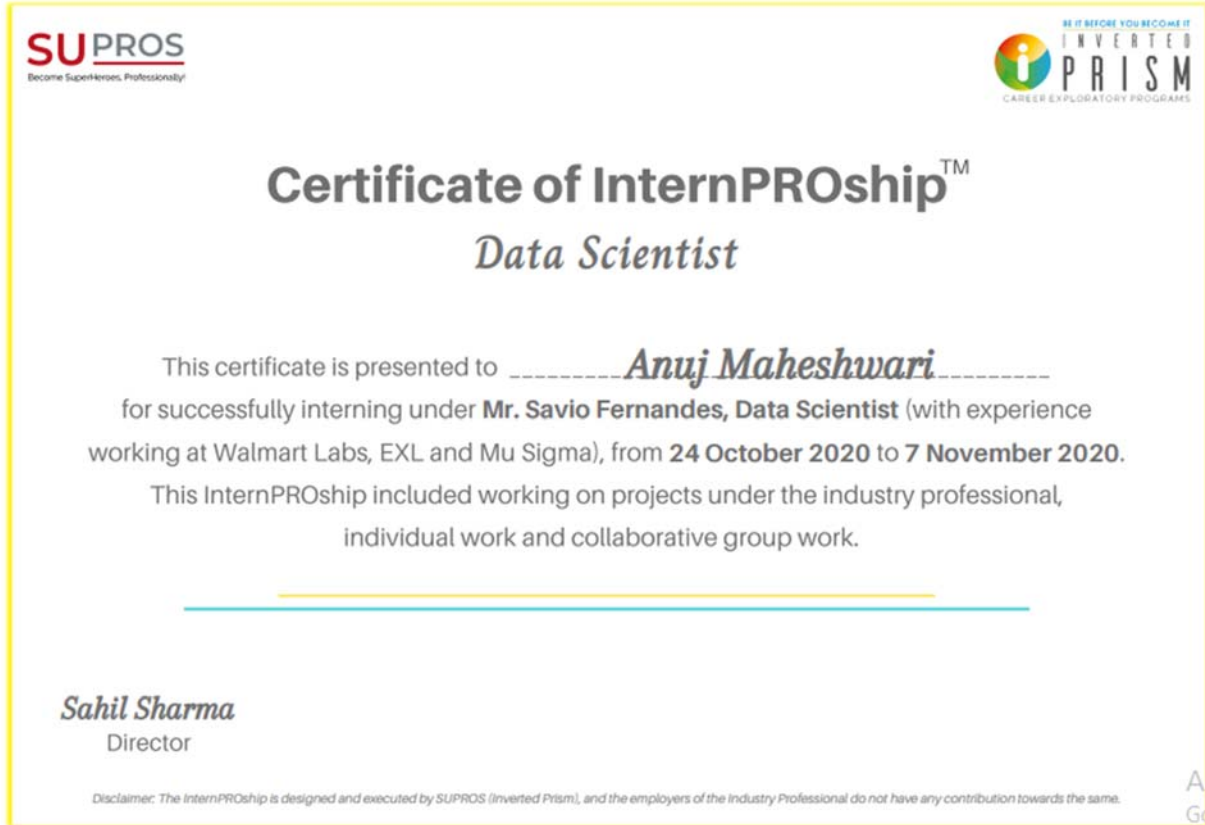 SUPROS
Become SuperHeroes, Professionally!
BE IT BEFORE YOU BECOME IT
INVERTED
PRISM
CAREER EXPLORATORY PROGRAMS
Certificate of InternPROship™
Data Scientist
This certificate is presented to _________Anuj Maheshwari_________
for successfully interning under Mr. Savio Fernandes, Data Scientist (with experience
working at Walmart Labs, EXL and Mu Sigma), from 24 October 2020 to 7 November 2020.
This InternPROship included working on projects under the industry professional,
individual work and collaborative group work.
Sahil Sharma
Director
Disclaimer: The InternPROship is designed and executed by SUPROS (Inverted Prism), and the employers of the Industry Professional do not have any contribution towards the same.